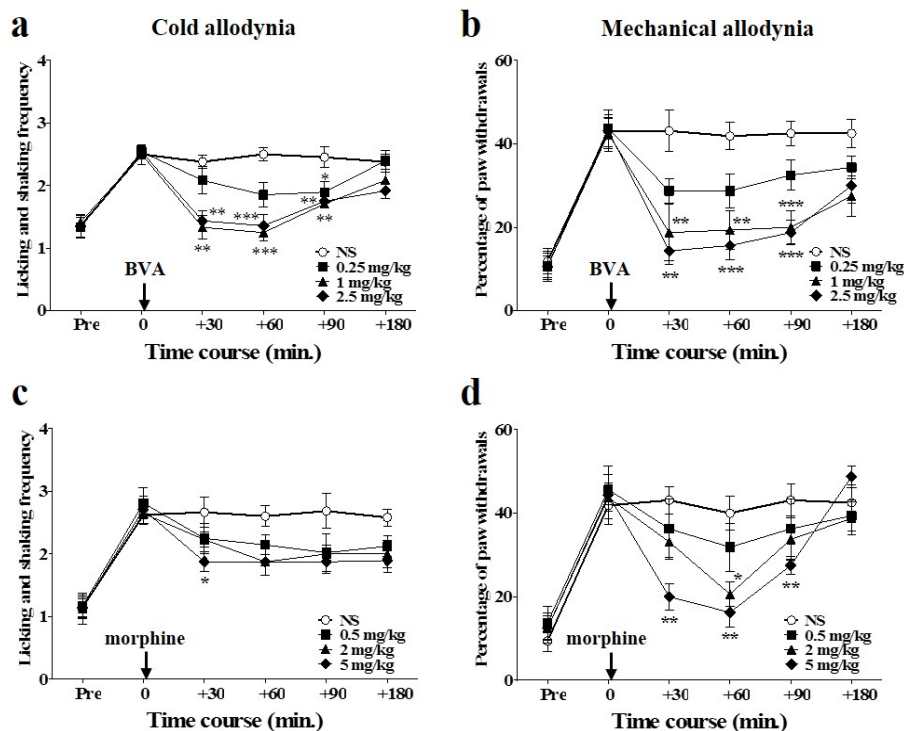 a
Cold allodynia
Licking and shaking frequency
4
3
2
1
0
**
***
**
*
**
***
**
BVA
NS
0.25 mg/kg
1 mg/kg
2.5 mg/kg
Pre
0
+30
+60
+90
+180
Time course (min.)
b
Mechanical allodynia
Percentage of paw withdrawals
60
40
20
0
**
**
***
**
***
***
BVA
NS
0.25 mg/kg
1 mg/kg
2.5 mg/kg
Pre
0
+30
+60
+90
+180
Time course (min.)
c
Licking and shaking frequency
4
3
2
1
0
*
morphine
NS
0.5 mg/kg
2 mg/kg
5 mg/kg
Pre
0
+30
+60
+90
+180
Time course (min.)
d
Percentage of paw withdrawals
60
40
20
0
*
**
**
**
morphine
NS
0.5 mg/kg
2 mg/kg
5 mg/kg
Pre
0
+30
+60
+90
+180
Time course (min.)